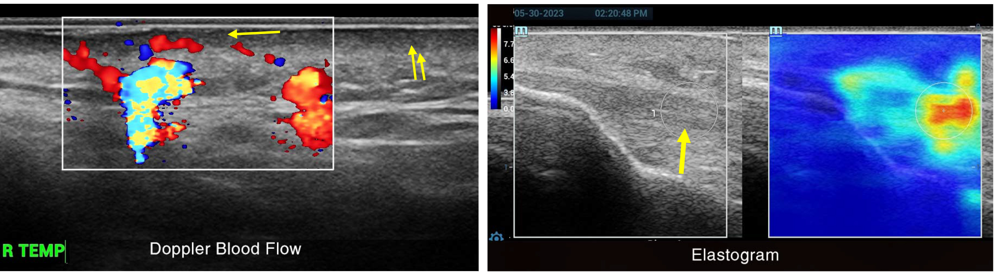 R TEMP
Doppler Blood Flow
05-30-2023 02:20:48 PM
m
m
7.7
6.6
5.4
3.8
0.0
1
1
Elastogram